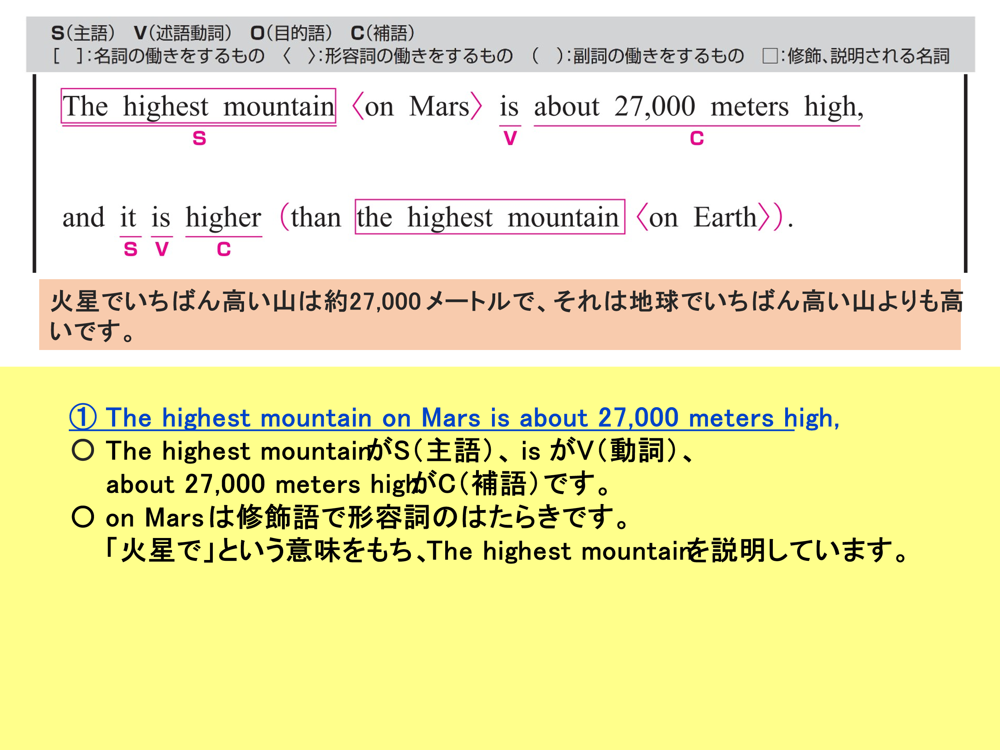 S（主語） V（述語動詞） O（目的語） C（補語）
［ ］：名詞の働きをするもの 〈 〉：形容詞の働きをするもの （ ）：副詞の働きをするもの □：修飾、説明される名詞
The highest mountain 〈on Mars〉 is about 27,000 meters high,
S V C
and it is higher （than the highest mountain 〈on Earth〉）.
S V C
火星でいちばん高い山は約27,000メートルで、それは地球でいちばん高い山よりも高
いです。
① The highest mountain on Mars is about 27,000 meters high,
○ The highest mountainがS（主語）、is がV（動詞）、
about 27,000 meters highがC（補語）です。
○ on Marsは修飾語で形容詞のはたらきです。
「火星で」という意味をもち、The highest mountainを説明しています。